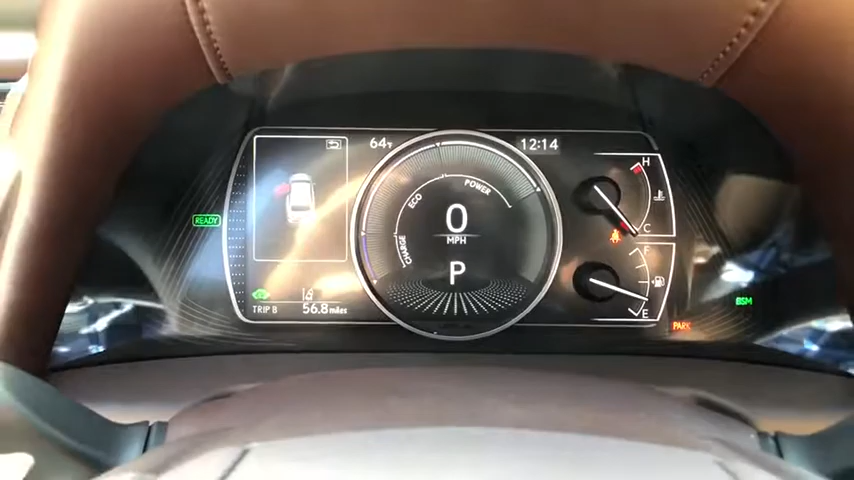 64°F
12:14
H
POWER
ECO
READY
0
C
MPH
CHARGE
F
P
BSM
TRIP B 56.8 miles
E
PARK